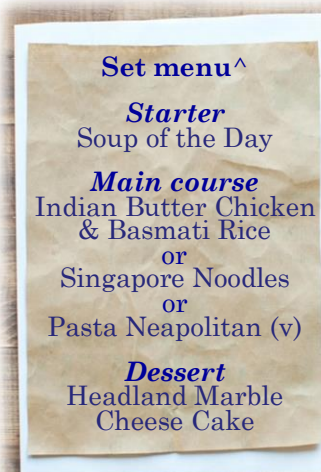 Set menu^
Starter
Soup of the Day
Main course
Indian Butter Chicken
& Basmati Rice
or
Singapore Noodles
or
Pasta Neapolitan (v)
Dessert
Headland Marble
Cheese Cake